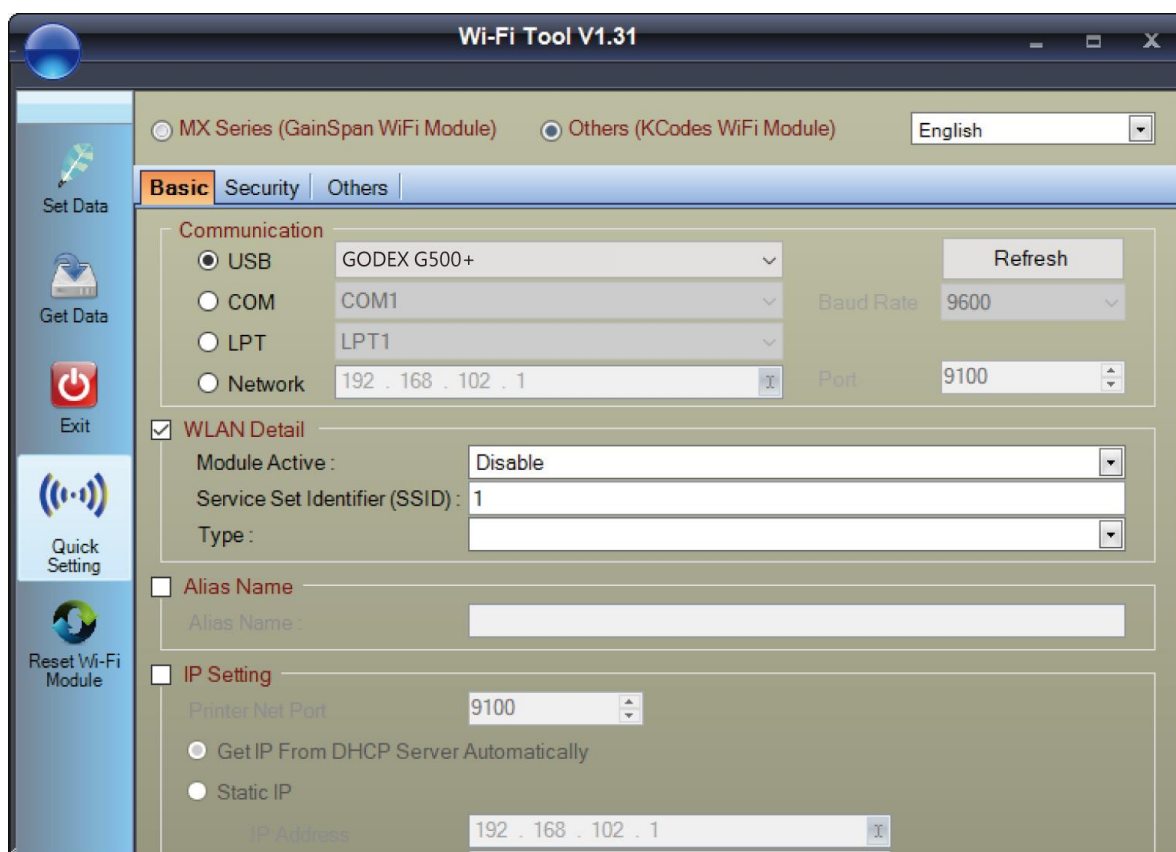 Wi-Fi Tool V1.31
MX Series (GainSpan WiFi Module) Others (KCodes WiFi Module) English
Set Data
Get Data
Exit
Quick
Setting
Reset Wi-Fi
Module
Basic Security Others
Communication
USB GODEX G500+ Refresh
COM COM1 Baud Rate 9600
LPT LPT1
Network 192 . 168 . 102 . 1 Port 9100
WLAN Detail
Module Active : Disable
Service Set Identifier (SSID) : 1
Type :
Alias Name
Alias Name :
IP Setting
Printer Net Port 9100
Get IP From DHCP Server Automatically
Static IP
IP Address 192 . 168 . 102 . 1